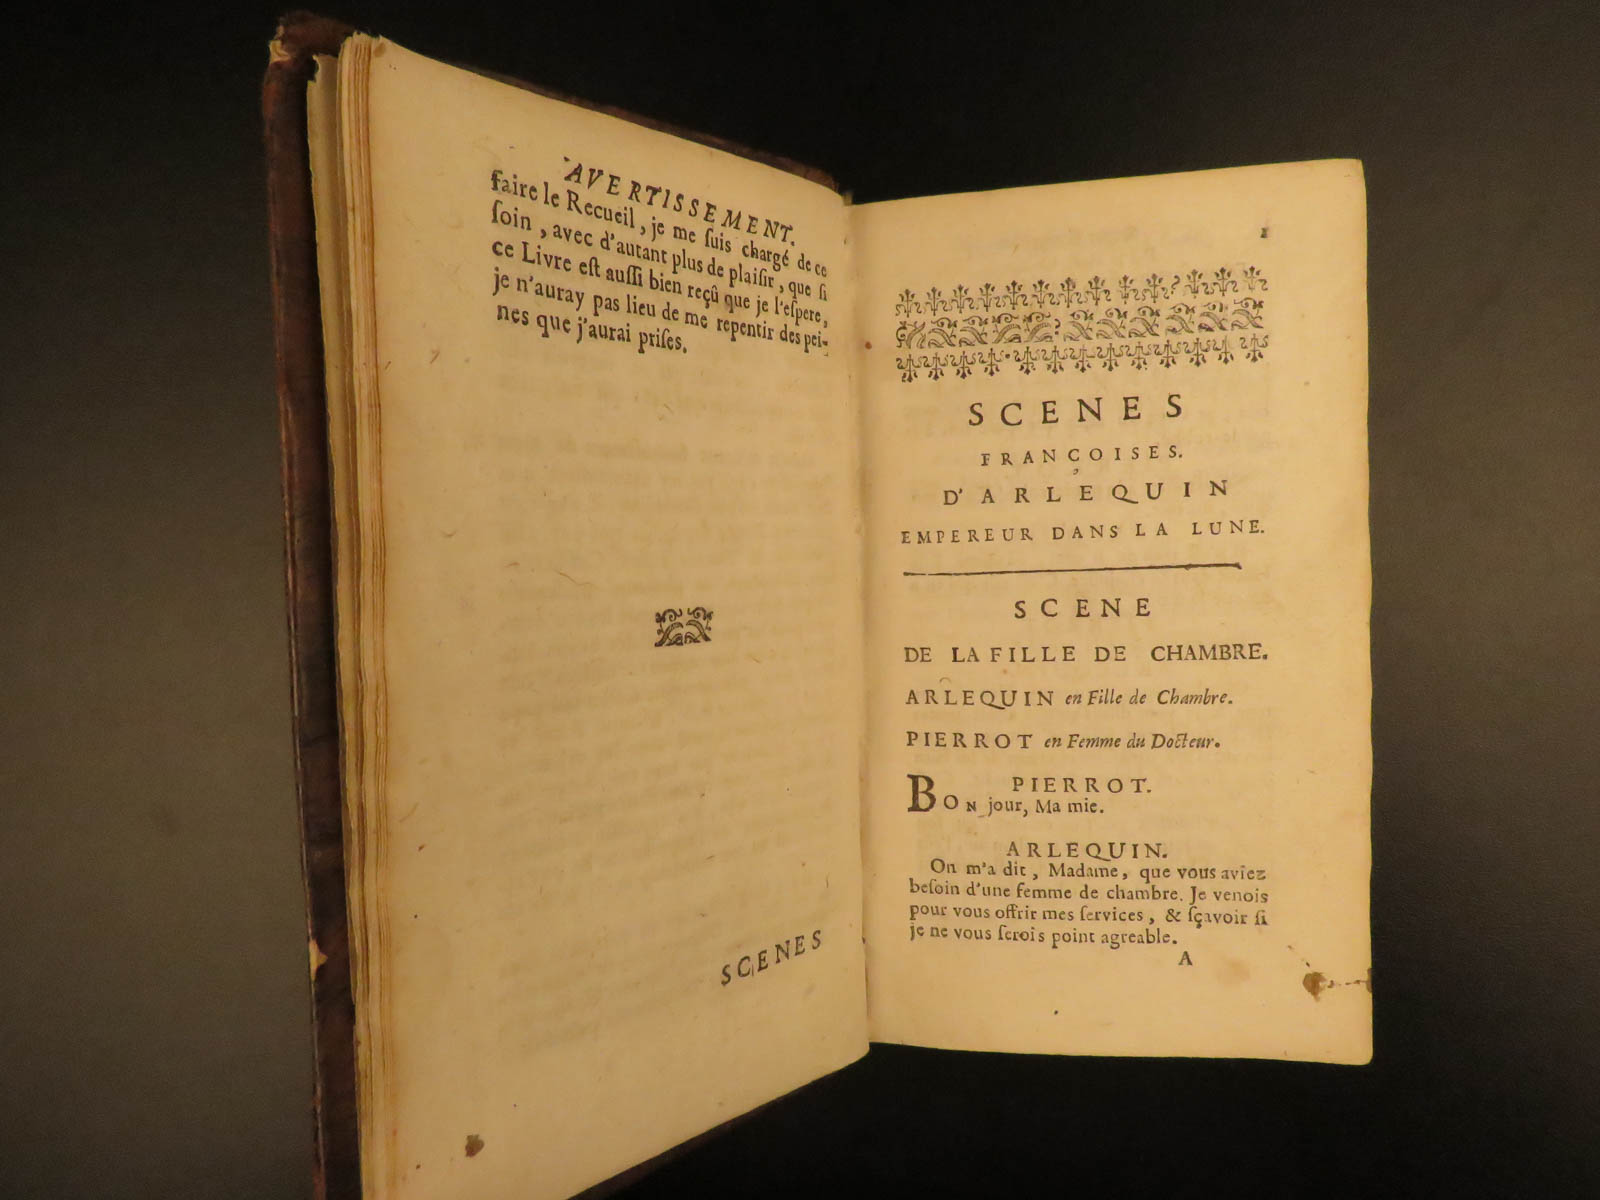 AVERTISSEMENT.
faire le Recueil, je me ſuis chargé de ce
ſoin, avec d'autant plus de plaiſir, que ſi
ce Livre eſt auſſi bien reçû que je l'eſpere,
je n'auray pas lieu de me repentir des pei-
nes que j'aurai priſes.
SCENES
1
SCENES
FRANÇOISES.
D'ARLEQUIN
EMPEREUR DANS LA LUNE.
SCENE
DE LA FILLE DE CHAMBRE.
ARLEQUIN en Fille de Chambre.
PIERROT en Femme du Docteur.
PIERROT.
BON jour, Ma mie.
ARLEQUIN.
On m'a dit, Madame, que vous aviez
beſoin d'une femme de chambre. Je venois
pour vous offrir mes ſervices, & ſçavoir ſi
je ne vous ſerois point agreable.
A